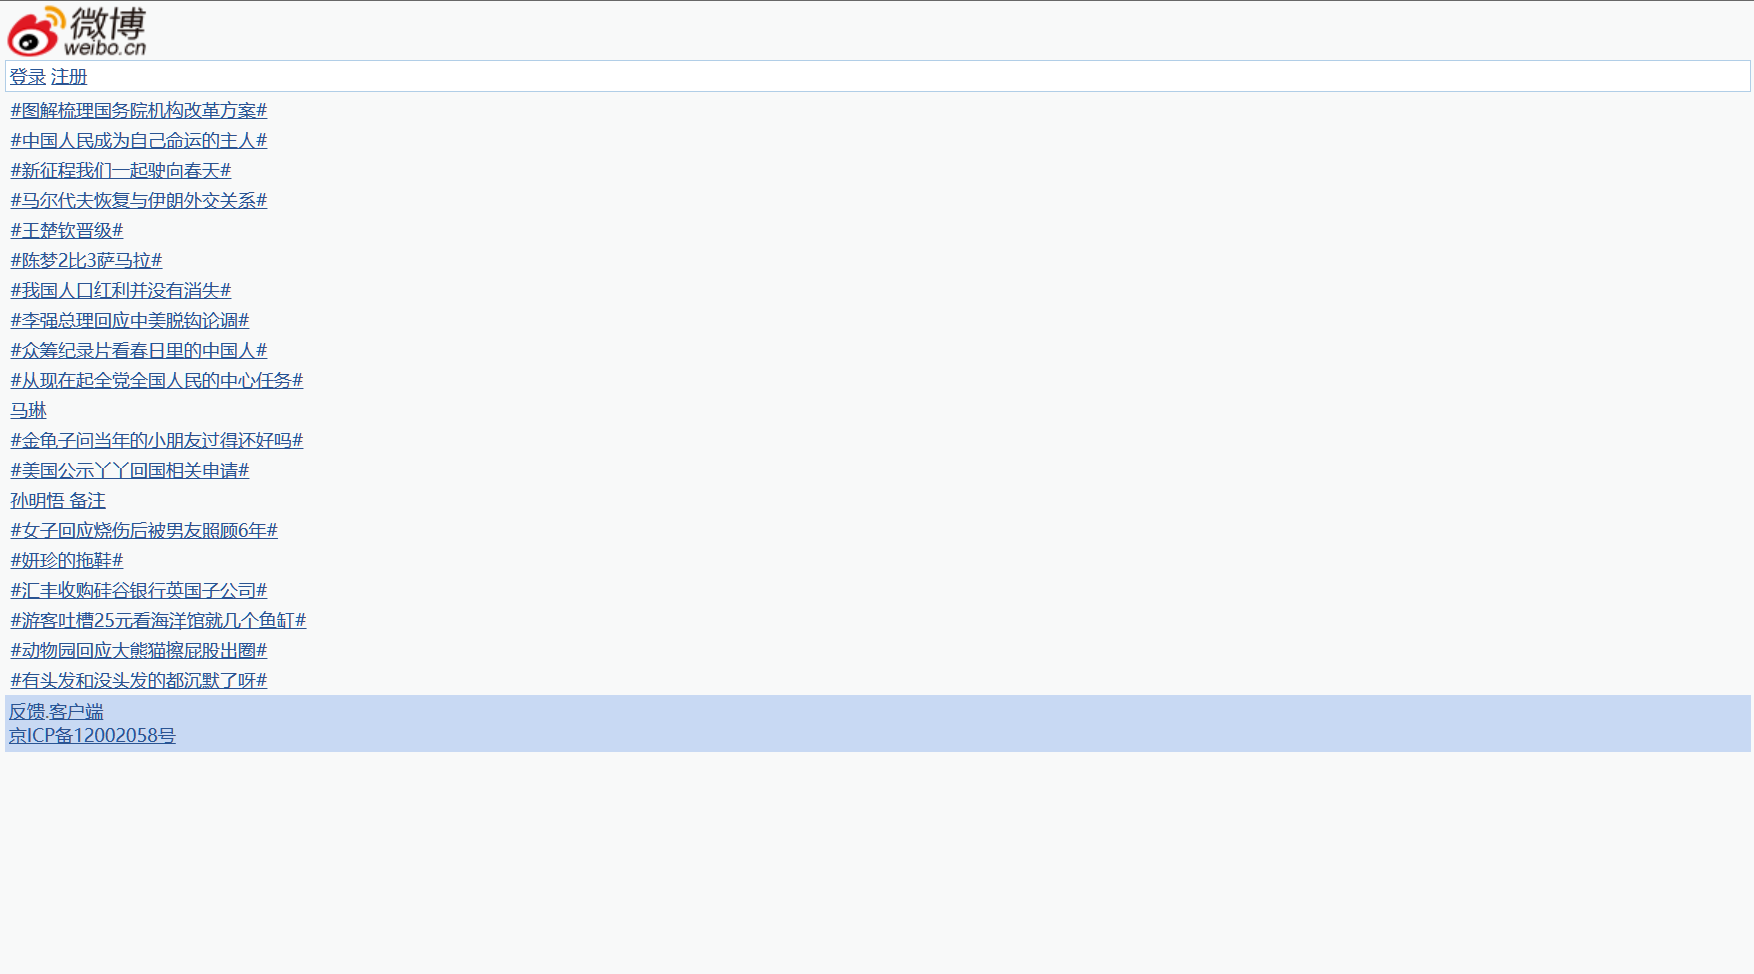 微博
weibo.cn
登录 注册
#图解梳理国务院机构改革方案#
#中国人民成为自己命运的主人#
#新征程我们一起驶向春天#
#马尔代夫恢复与伊朗外交关系#
#王楚钦晋级#
#陈梦2比3萨马拉#
#我国人口红利并没有消失#
#李强总理回应中美脱钩论调#
#众筹纪录片看春日里的中国人#
#从现在起全党全国人民的中心任务#
马琳
#金龟子问当年的小朋友过得还好吗#
#美国公示丫丫回国相关申请#
孙明悟 备注
#女子回应烧伤后被男友照顾6年#
#妍珍的拖鞋#
#汇丰收购硅谷银行英国子公司#
#游客吐槽25元看海洋馆就几个鱼缸#
#动物园回应大熊猫擦屁股出圈#
#有头发和没头发的都沉默了呀#
反馈.客户端
京ICP备12002058号